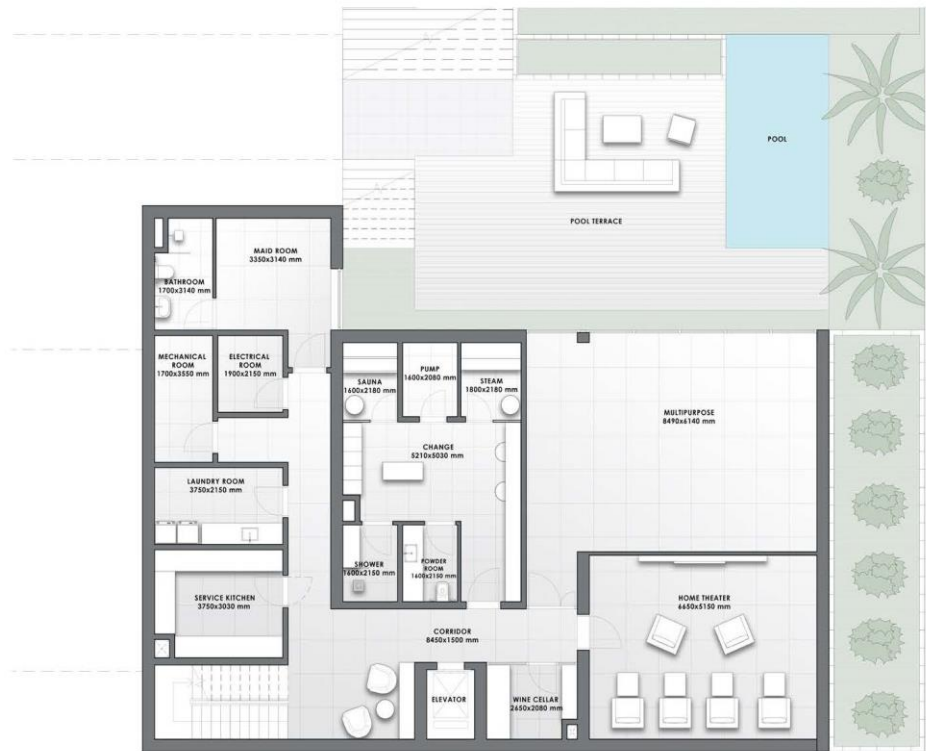 POOL
POOL TERRACE
MAID ROOM
3350x3140 mm
BATHROOM
1700x3140 mm
MECHANICAL
ROOM
1700x3550 mm
ELECTRICAL
ROOM
1900x2150 mm
SAUNA
1600x2180 mm
PUMP
1600x2080 mm
STEAM
1800x2180 mm
MULTIPURPOSE
8490x6140 mm
CHANGE
5210x5030 mm
LAUNDRY ROOM
3750x2150 mm
SHOWER
1600x2150 mm
POWDER
ROOM
1600x2150 mm
SERVICE KITCHEN
3750x3030 mm
HOME THEATER
6650x5150 mm
CORRIDOR
8450x1500 mm
ELEVATOR
WINE CELLAR
2650x2080 mm